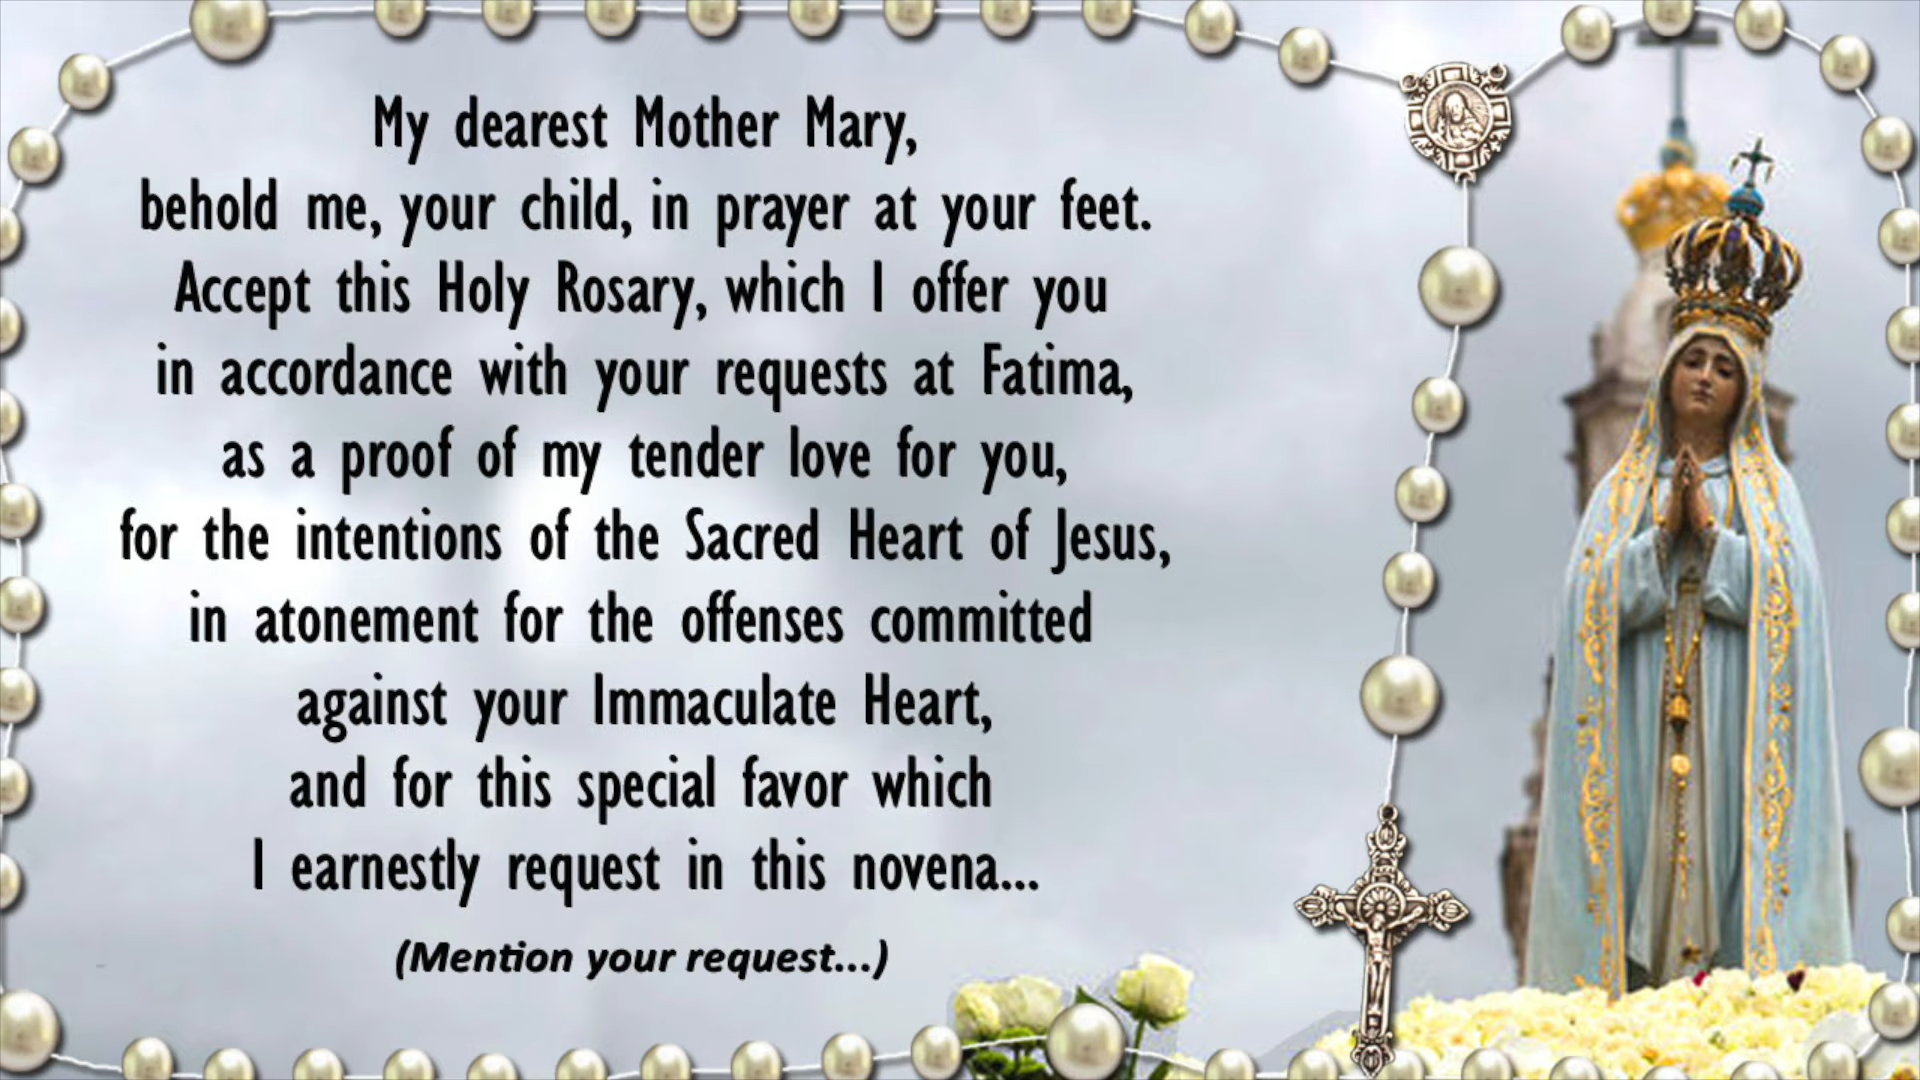 My dearest Mother Mary,
behold me, your child, in prayer at your feet.
Accept this Holy Rosary, which I offer you
in accordance with your requests at Fatima,
as a proof of my tender love for you,
for the intentions of the Sacred Heart of Jesus,
in atonement for the offenses committed
against your Immaculate Heart,
and for this special favor which
I earnestly request in this novena...
(Mention your request...)